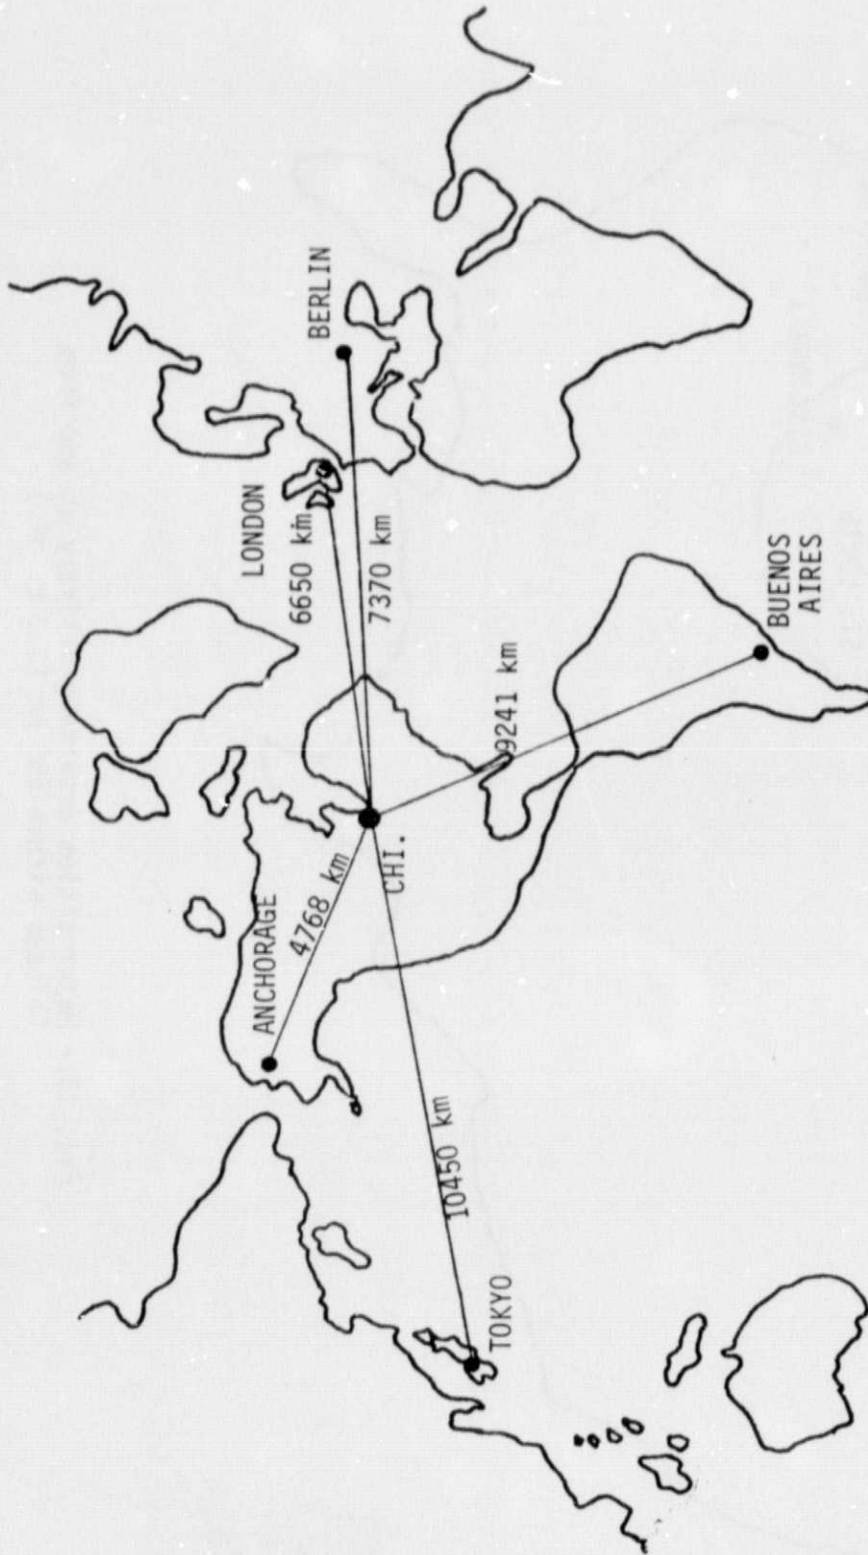 LONDON
ANCHORAGE
6650 km
4768 km
BERLIN
7370 km
CHI.
10450 km
TOKYO
9241 km
BUENOS
AIRES